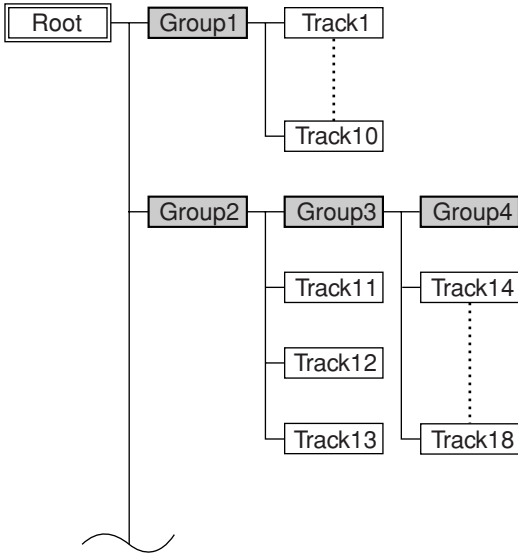 Root Group1 Track1
Track10
Group2 Group3 Group4
Track11 Track14
Track12
Track13 Track18